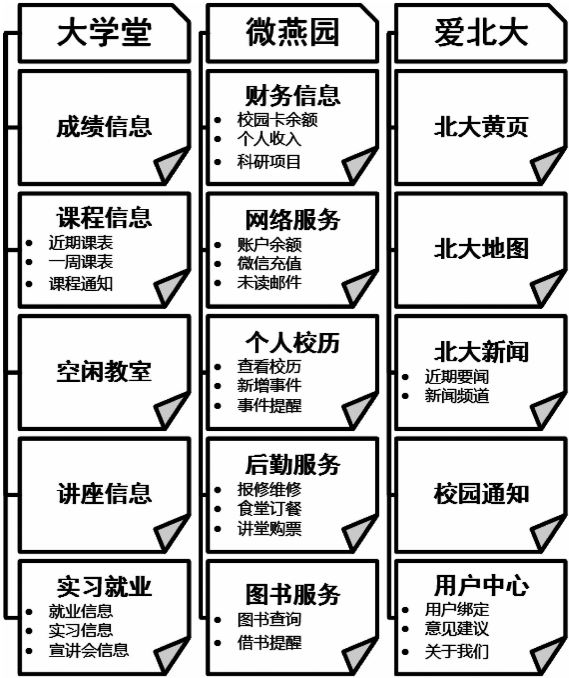 大学堂
成绩信息
课程信息
近期课表
一周课表
课程通知
空闲教室
讲座信息
实习就业
就业信息
实习信息
宣讲会信息
微燕园
财务信息
校园卡余额
个人收入
科研项目
网络服务
账户余额
微信充值
未读邮件
个人校历
查看校历
新增事件
事件提醒
后勤服务
报修维修
食堂订餐
讲堂购票
图书服务
图书查询
借书提醒
爱北大
北大黄页
北大地图
北大新闻
近期要闻
新闻频道
校园通知
用户中心
用户绑定
意见建议
关于我们